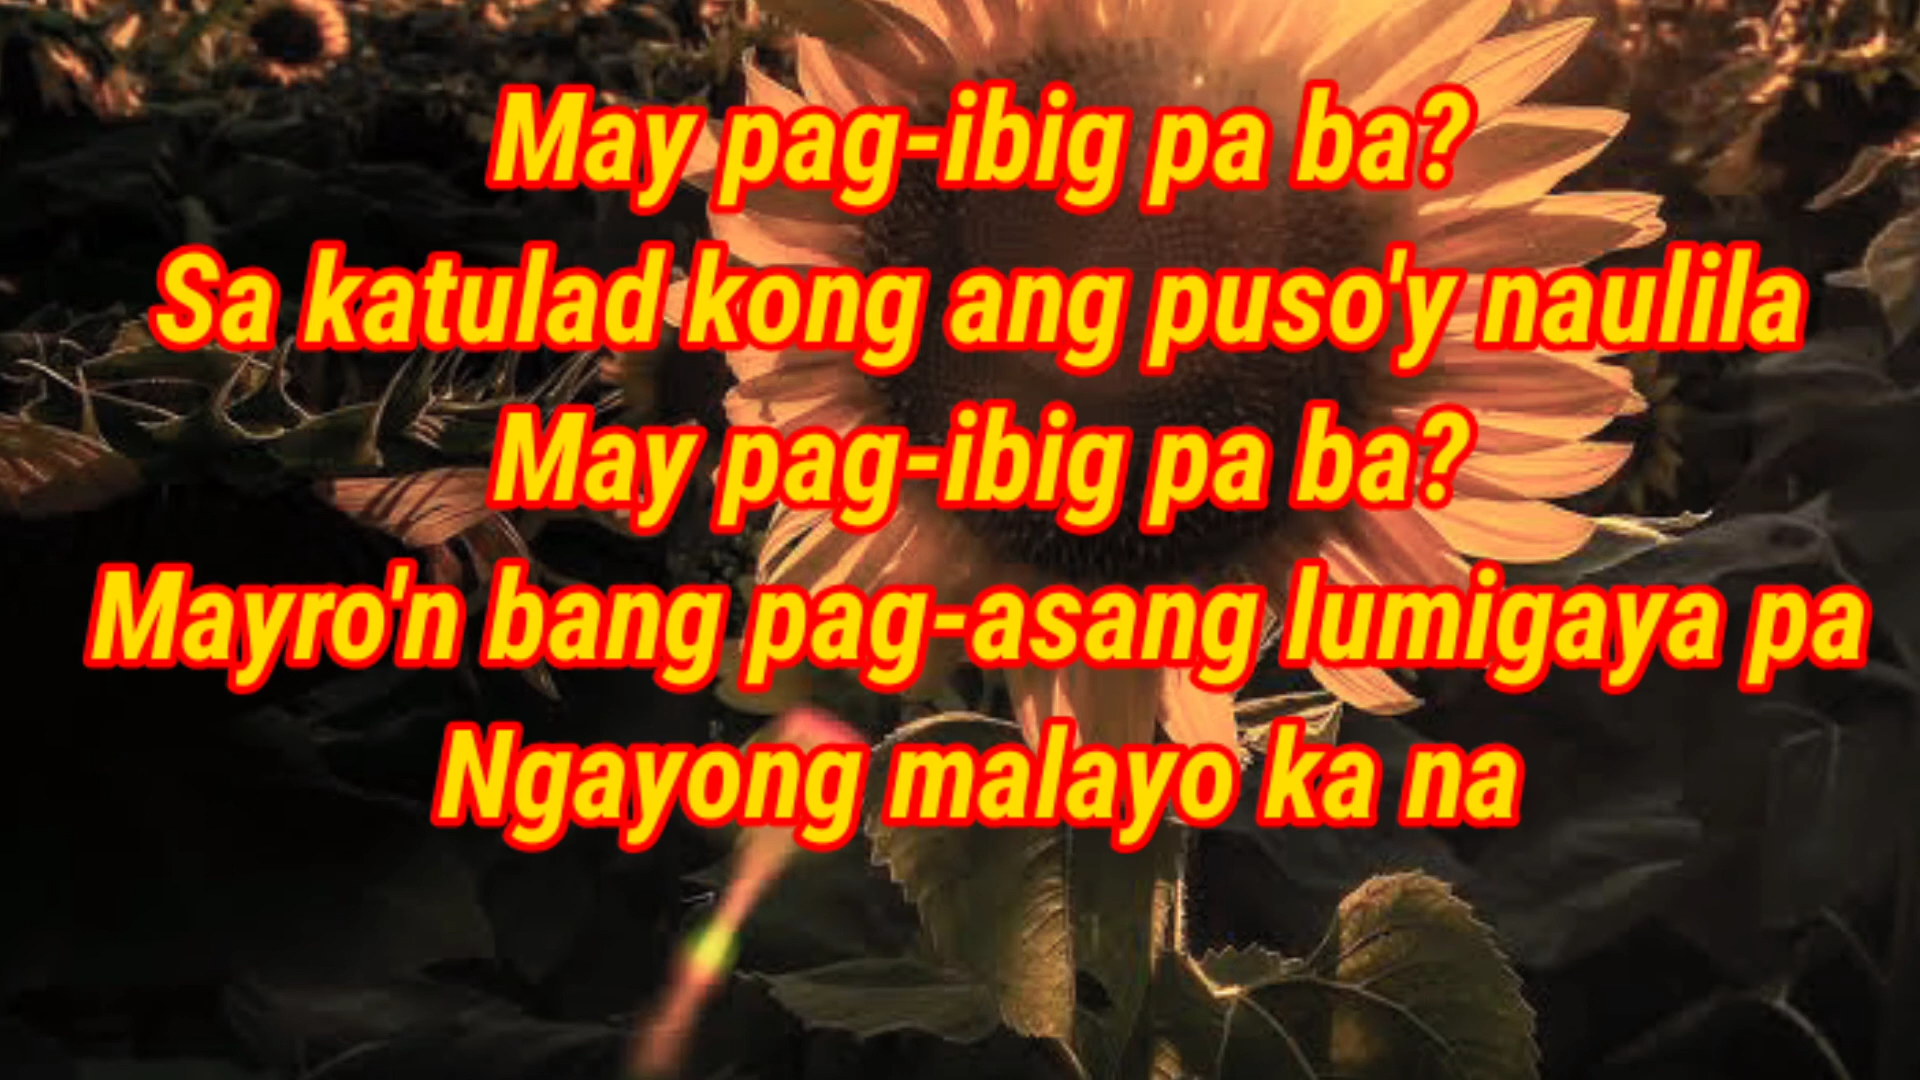 May pag-ibig pa ba?
Sa katulad kong ang puso'y naulila
May pag-ibig pa ba?
Mayro'n bang pag-asang lumigaya pa
Ngayong malayo ka na